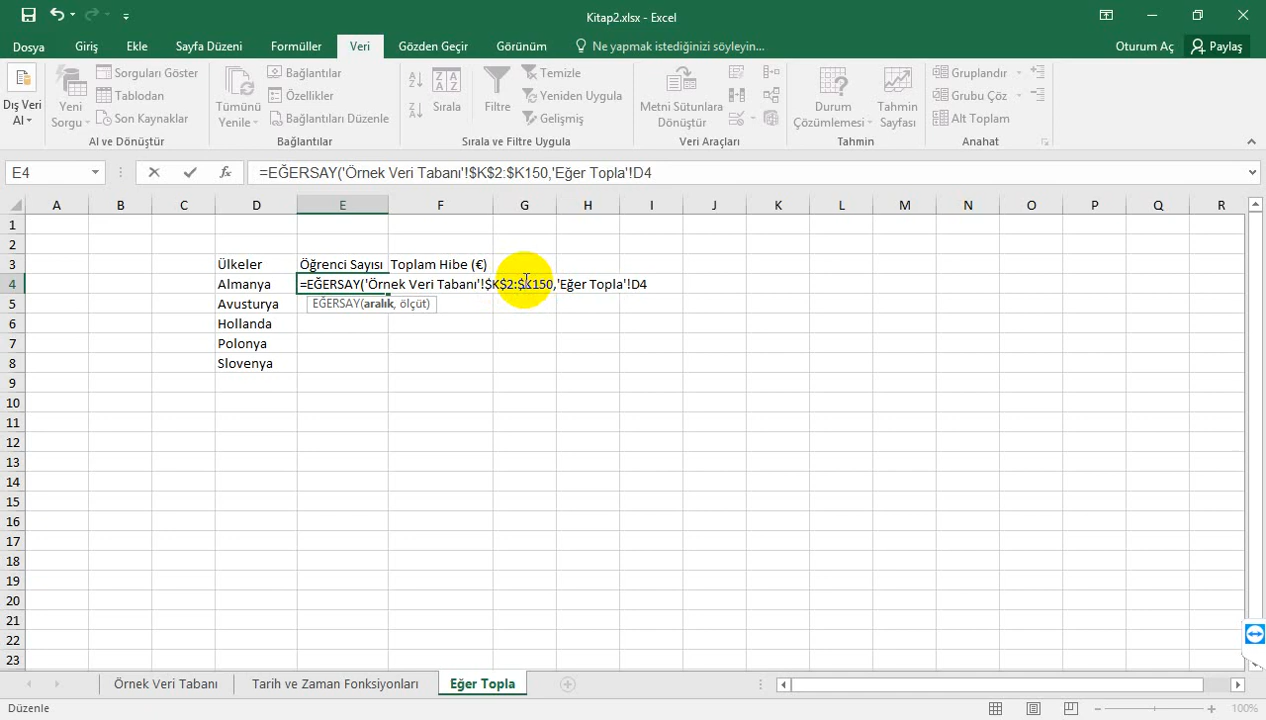 Kitap2.xlsx - Excel
Dosya Giriş Ekle Sayfa Düzeni Formüller Veri Gözden Geçir Görünüm Ne yapmak istediğinizi söyleyin... Oturum Aç Paylaş
Dış Veri Al
Yeni Sorgu
Sorguları Göster
Tablodan
Son Kaynaklar
Al ve Dönüştür
Tümünü Yenile
Bağlantılar
Özellikler
Bağlantıları Düzenle
Bağlantılar
Sırala
Filtre
Temizle
Yeniden Uygula
Gelişmiş
Sırala ve Filtre Uygula
Metni Sütunlara Dönüştür
Veri Araçları
Durum Çözümlemesi
Tahmin Sayfası
Tahmin
Gruplandır
Grubu Çöz
Alt Toplam
Anahat
E4 fx =EĞERSAY('Örnek Veri Tabanı'!$K$2:$K150,'Eğer Topla'!D4
A B C D E F G H I J K L M N O P Q R
1
2
3 Ülkeler Öğrenci Sayısı Toplam Hibe (€)
4 Almanya =EĞERSAY('Örnek Veri Tabanı'!$K$2:$K150,'Eğer Topla'!D4
5 Avusturya EĞERSAY(aralık, ölçüt)
6 Hollanda
7 Polonya
8 Slovenya
9
10
11
12
13
14
15
16
17
18
19
20
21
22
23
Örnek Veri Tabanı Tarih ve Zaman Fonksiyonları Eğer Topla
Düzenle 100%